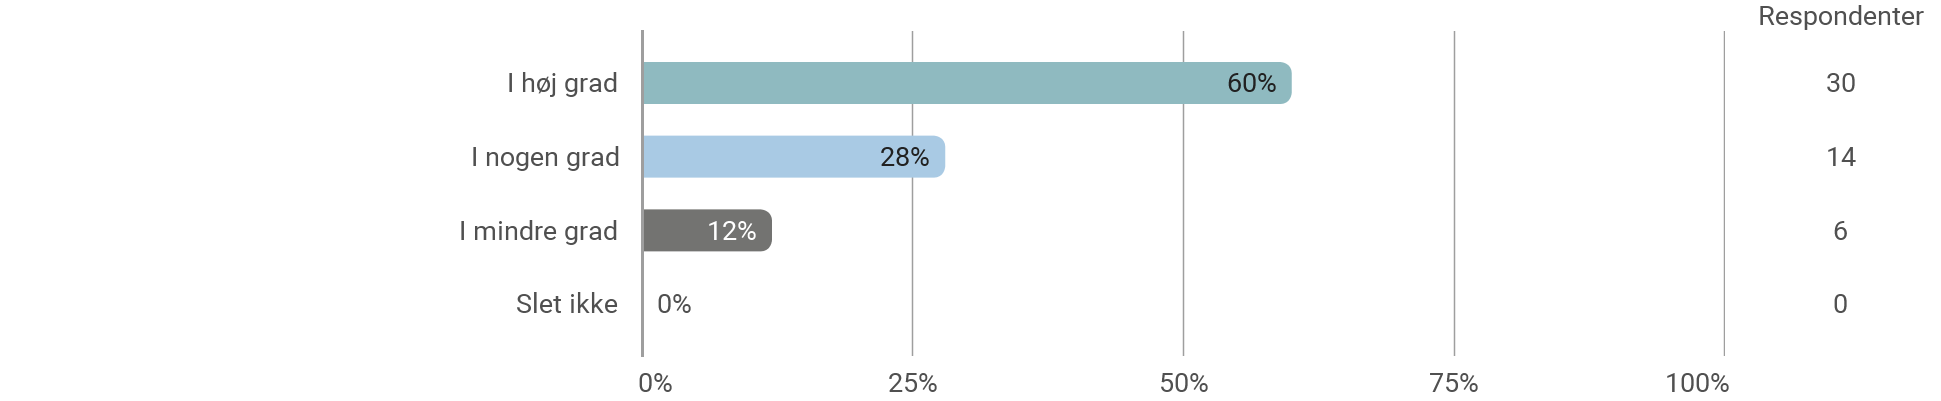 Respondenter
I høj grad 60% 30
I nogen grad 28% 14
I mindre grad 12% 6
Slet ikke 0% 0
0% 25% 50% 75% 100%